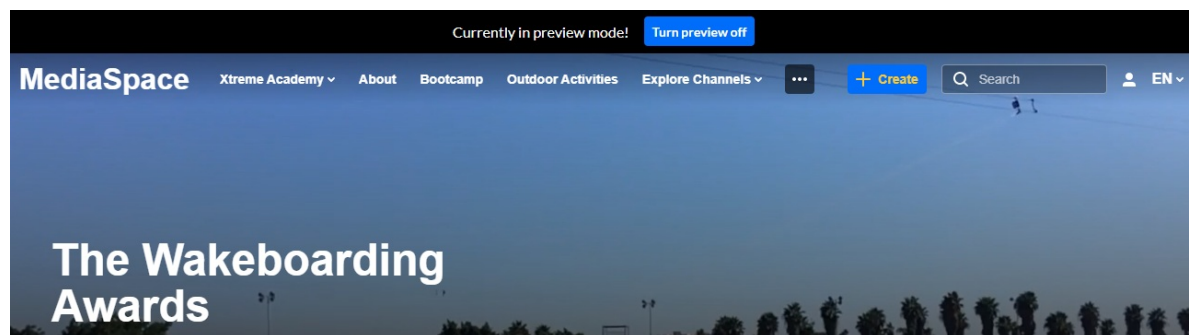 Currently in preview mode! Turn preview off
MediaSpace Xtreme Academy About Bootcamp Outdoor Activities Explore Channels ··· + Create Search EN
The Wakeboarding
Awards